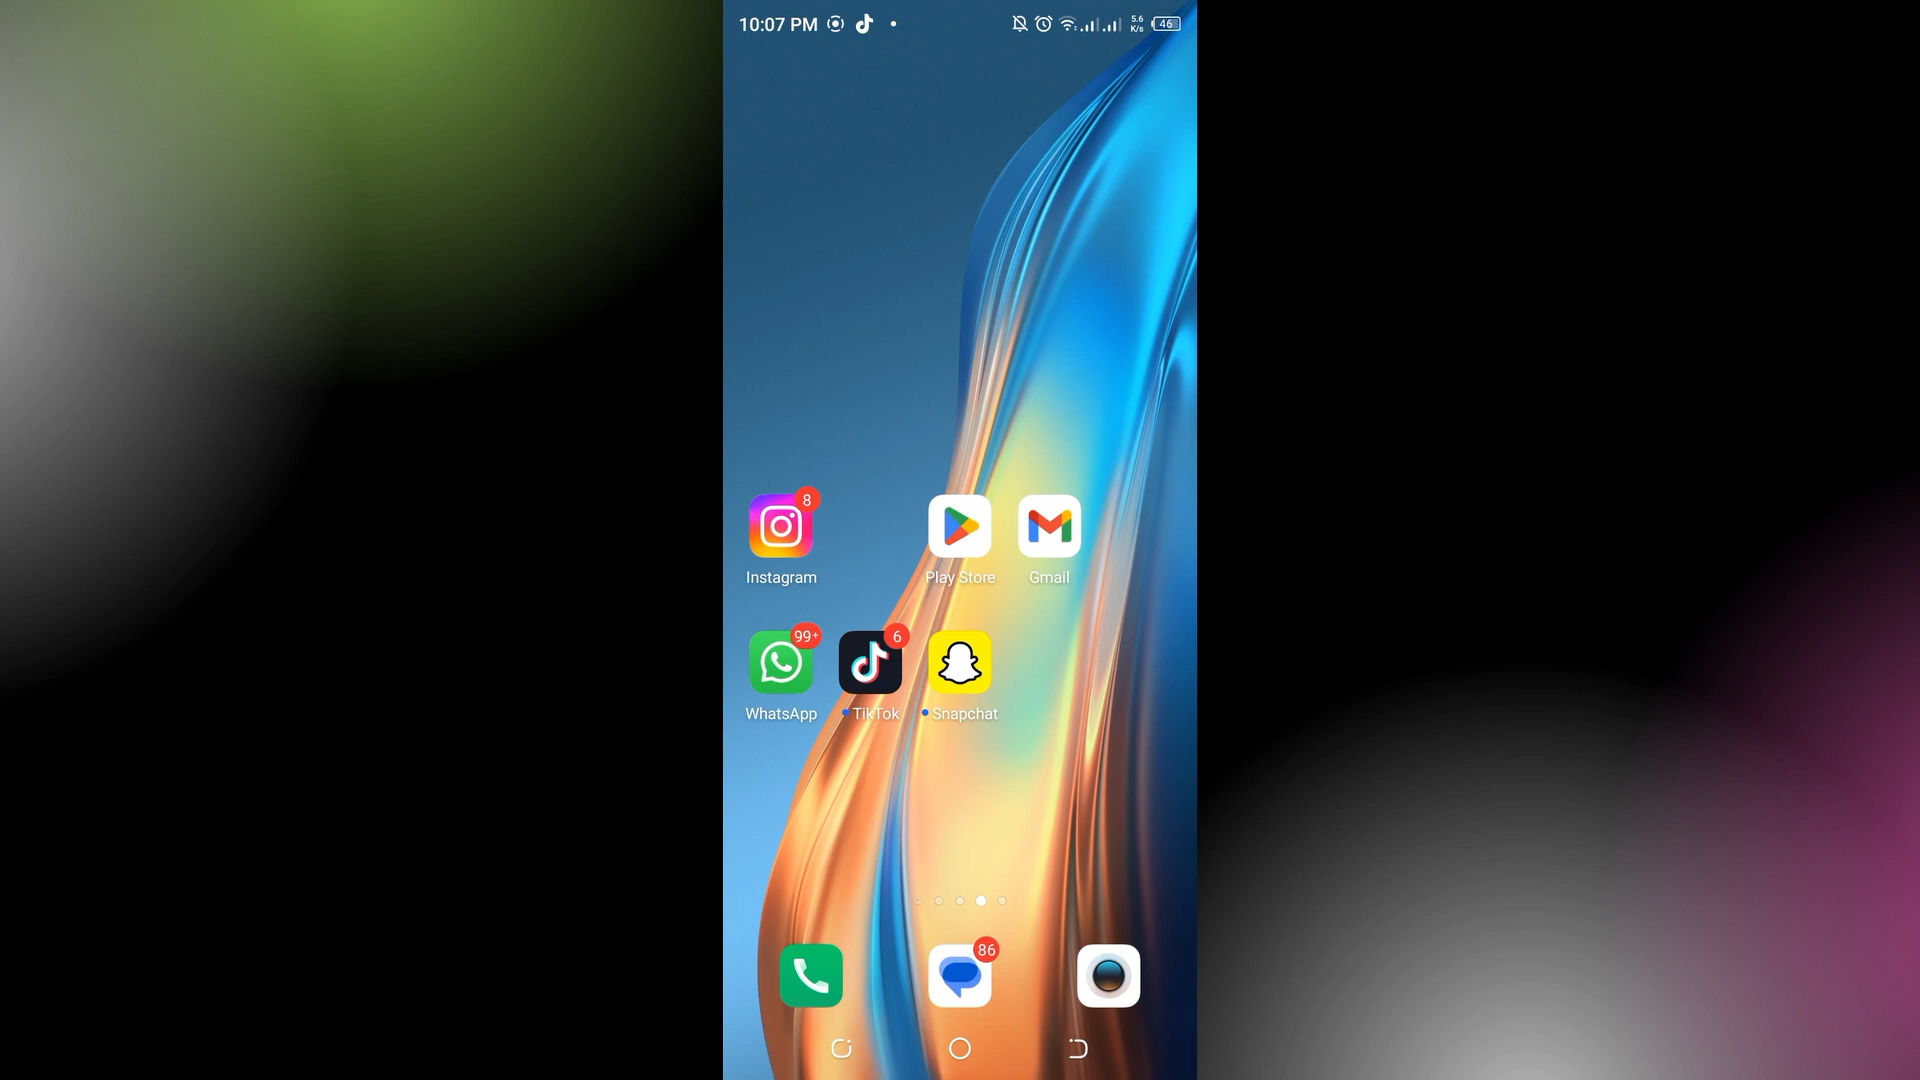 10:07 PM
5.6
K/s
46
8
Instagram
Play Store
Gmail
99+
6
WhatsApp
TikTok
Snapchat
86